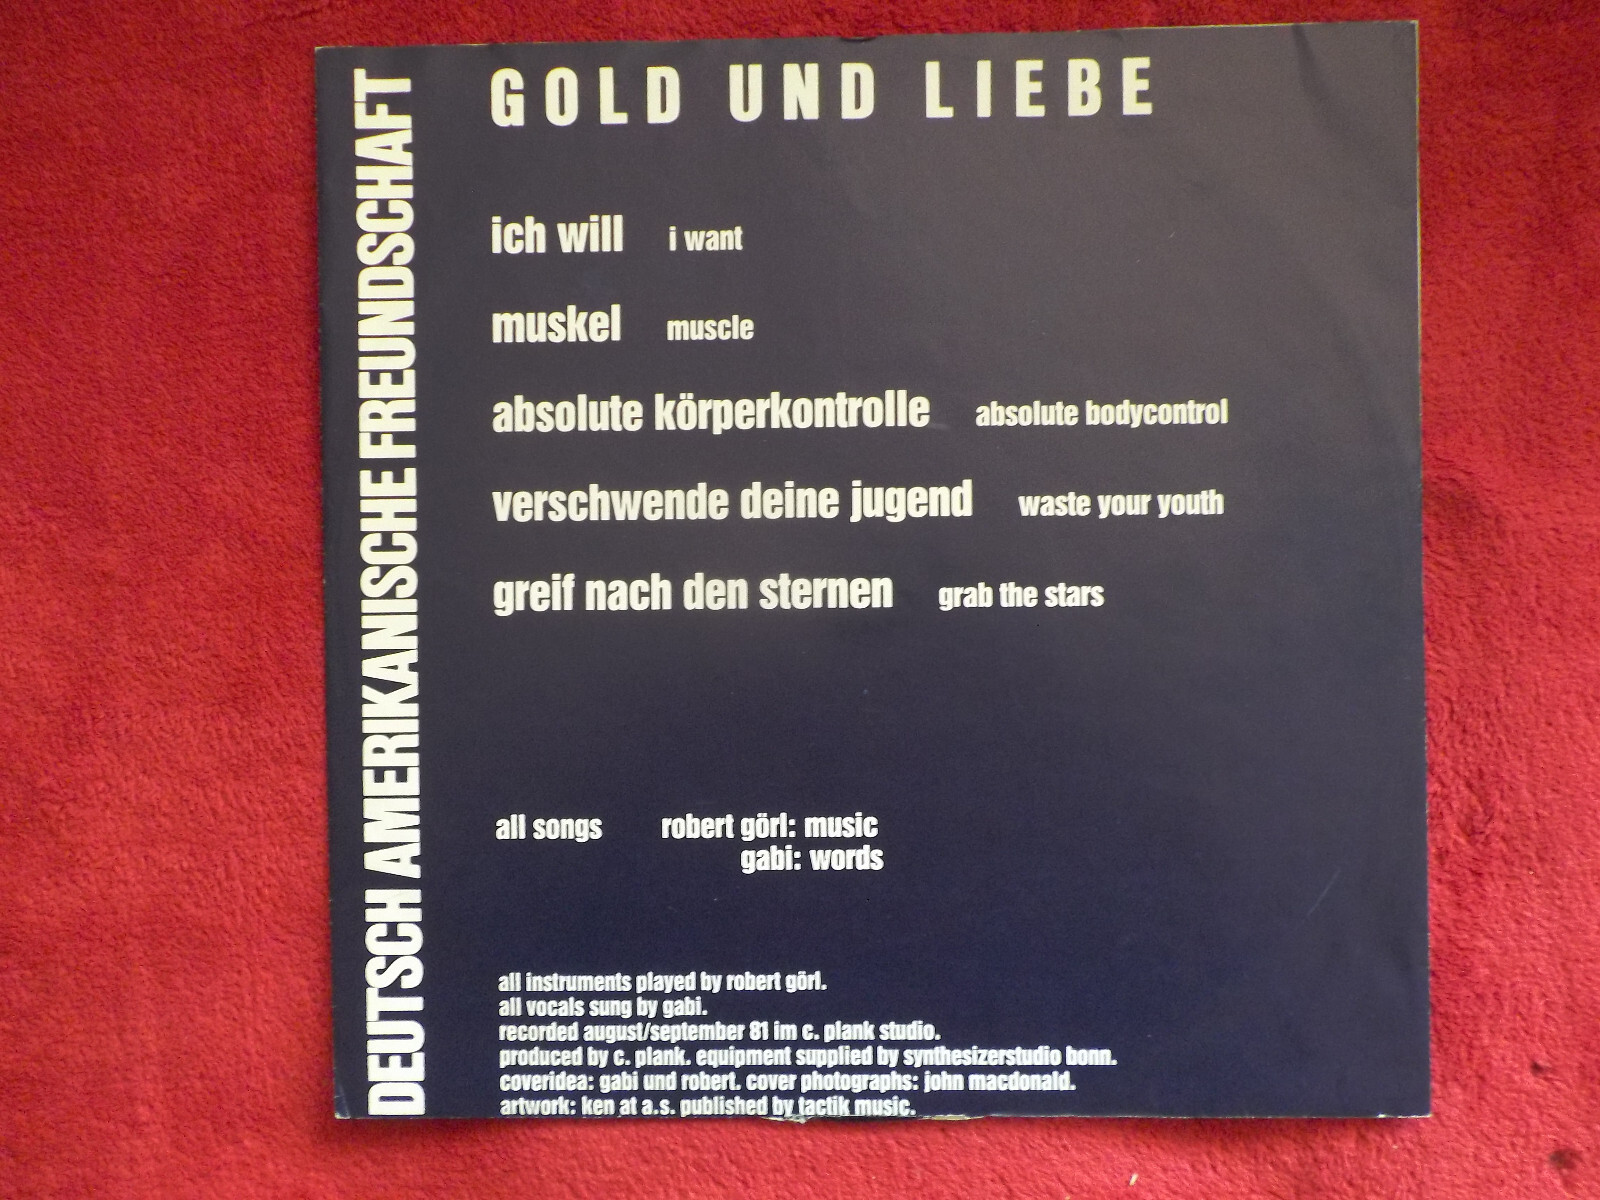 DEUTSCH AMERIKANISCHE FREUNDSCHAFT
GOLD UND LIEBE
ich will i want
muskel muscle
absolute körperkontrolle absolute bodycontrol
verschwende deine jugend waste your youth
greif nach den sternen grab the stars
all songs robert görl: music
gabi: words
all instruments played by robert görl.
all vocals sung by gabi.
recorded august/september 81 im c. plank studio.
produced by c. plank. equipment supplied by synthesizerstudio bonn.
coveridea: gabi und robert. cover photographs: john macdonald.
artwork: ken at a.s. published by tactik music.